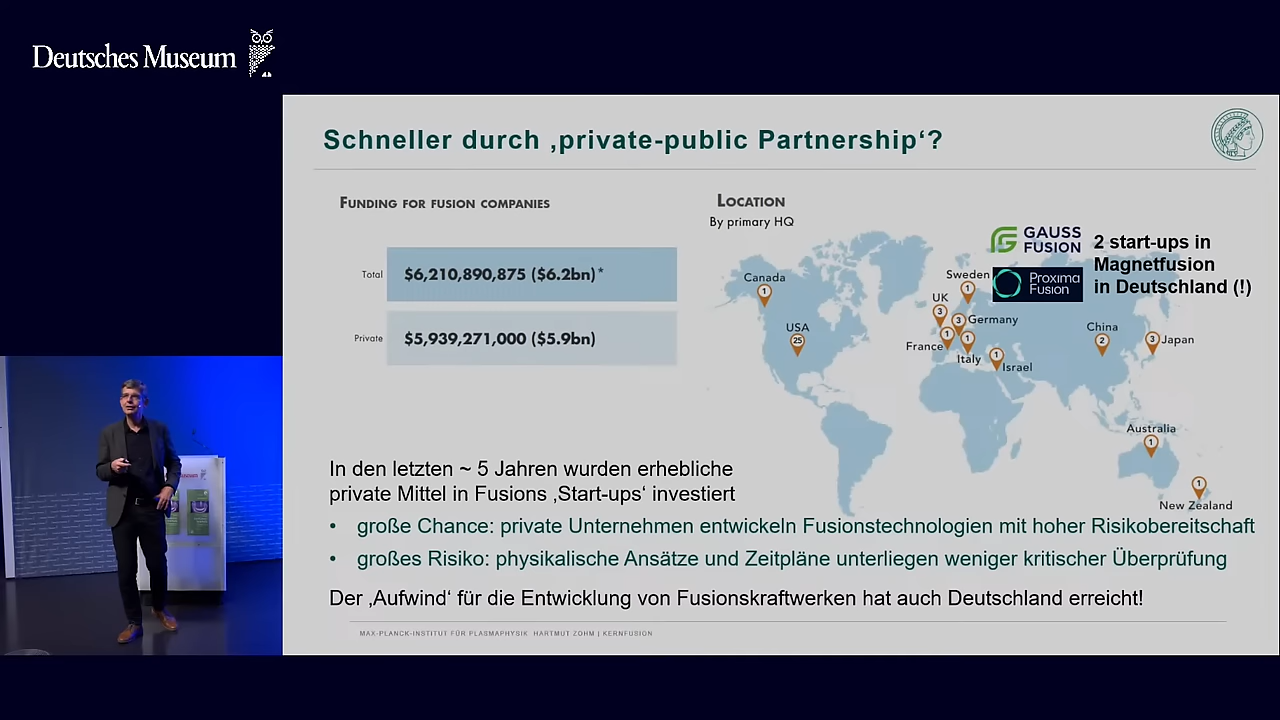 Deutsches Museum
Schneller durch ‚private-public Partnership‘?
FUNDING FOR FUSION COMPANIES
Total
$6,210,890,875 ($6.2bn)*
Private
$5,939,271,000 ($5.9bn)
LOCATION
By primary HQ
GAUSS
FUSION
Proxima
Fusion
2 start-ups in
Magnetfusion
in Deutschland (!)
Canada
1
USA
25
Sweden
1
UK
3
3
Germany
France
1
1
Italy
1
Israel
China
2
3
Japan
Australia
1
1
New Zealand
In den letzten ~ 5 Jahren wurden erhebliche
private Mittel in Fusions ‚Start-ups‘ investiert
• große Chance: private Unternehmen entwickeln Fusionstechnologien mit hoher Risikobereitschaft
• großes Risiko: physikalische Ansätze und Zeitpläne unterliegen weniger kritischer Überprüfung
Der ‚Aufwind‘ für die Entwicklung von Fusionskraftwerken hat auch Deutschland erreicht!
MAX-PLANCK-INSTITUT FÜR PLASMAPHYSIK HARTMUT ZOHM | KERNFUSION